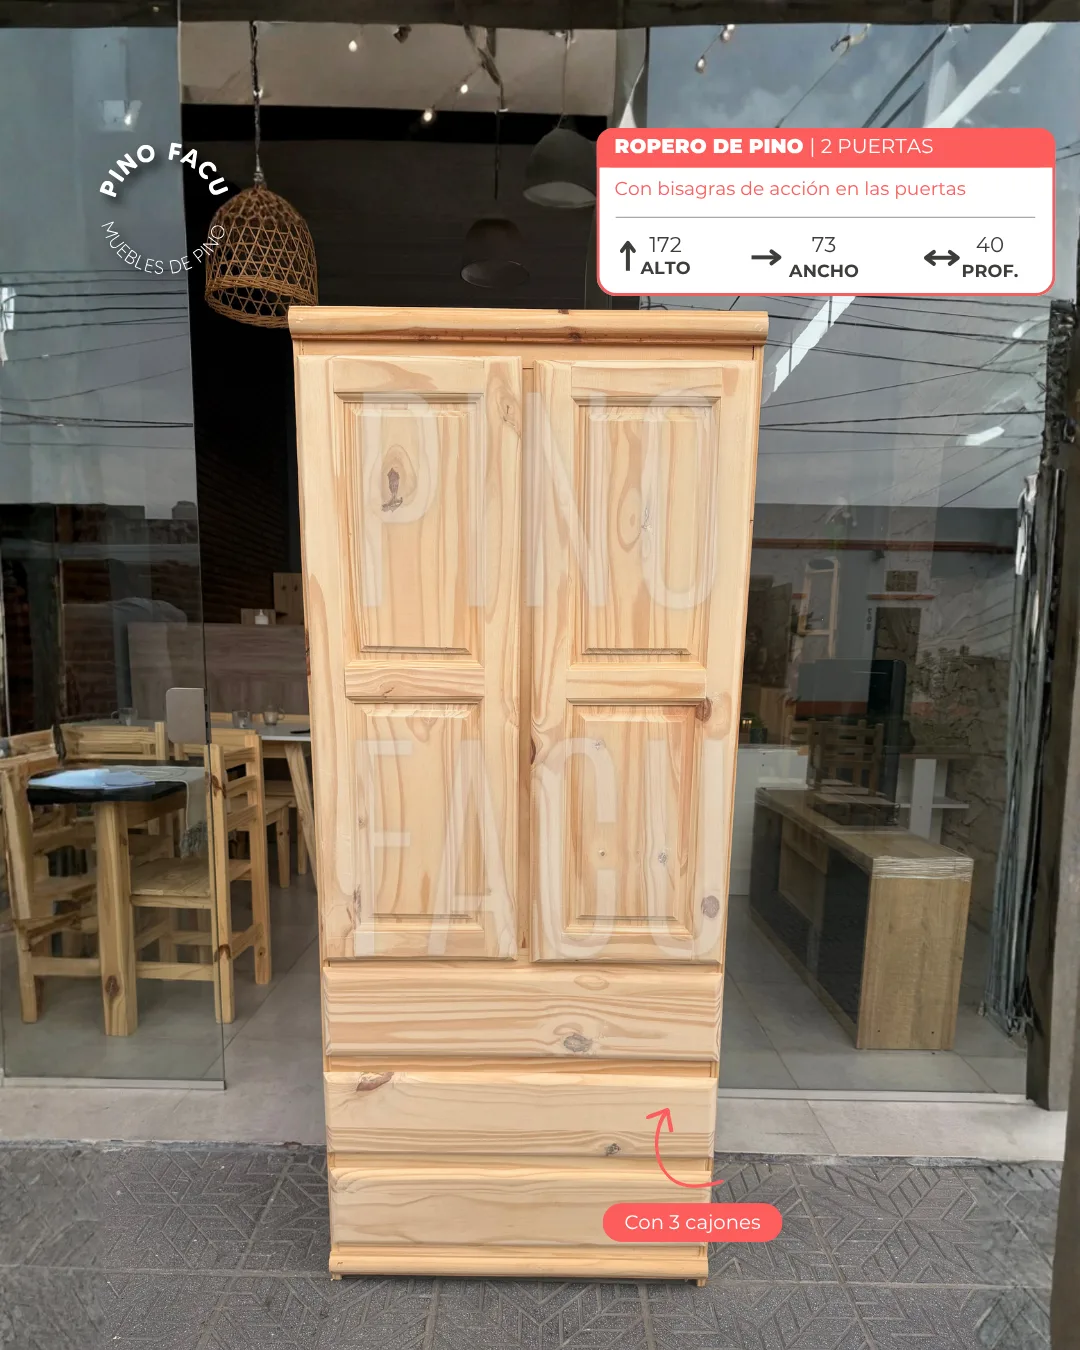 PINO FACU
MUEBLES DE PINO
ROPERO DE PINO | 2 PUERTAS
Con bisagras de acción en las puertas
172
ALTO
73
ANCHO
40
PROF.
PINO
FACU
Con 3 cajones